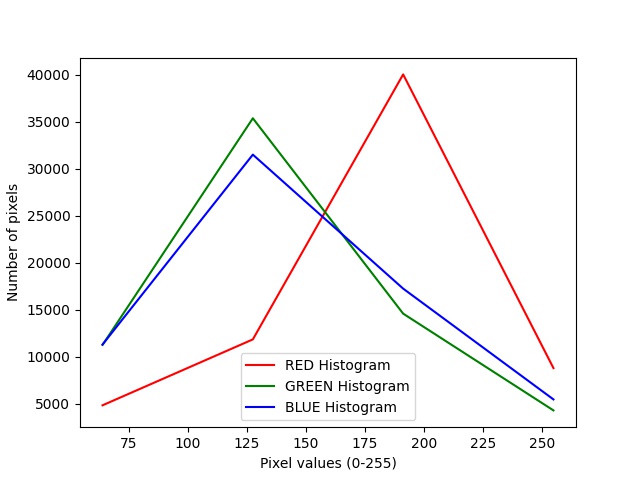 40000
35000
30000
25000
20000
15000
10000
5000
Number of pixels
RED Histogram
GREEN Histogram
BLUE Histogram
75 100 125 150 175 200 225 250
Pixel values (0-255)